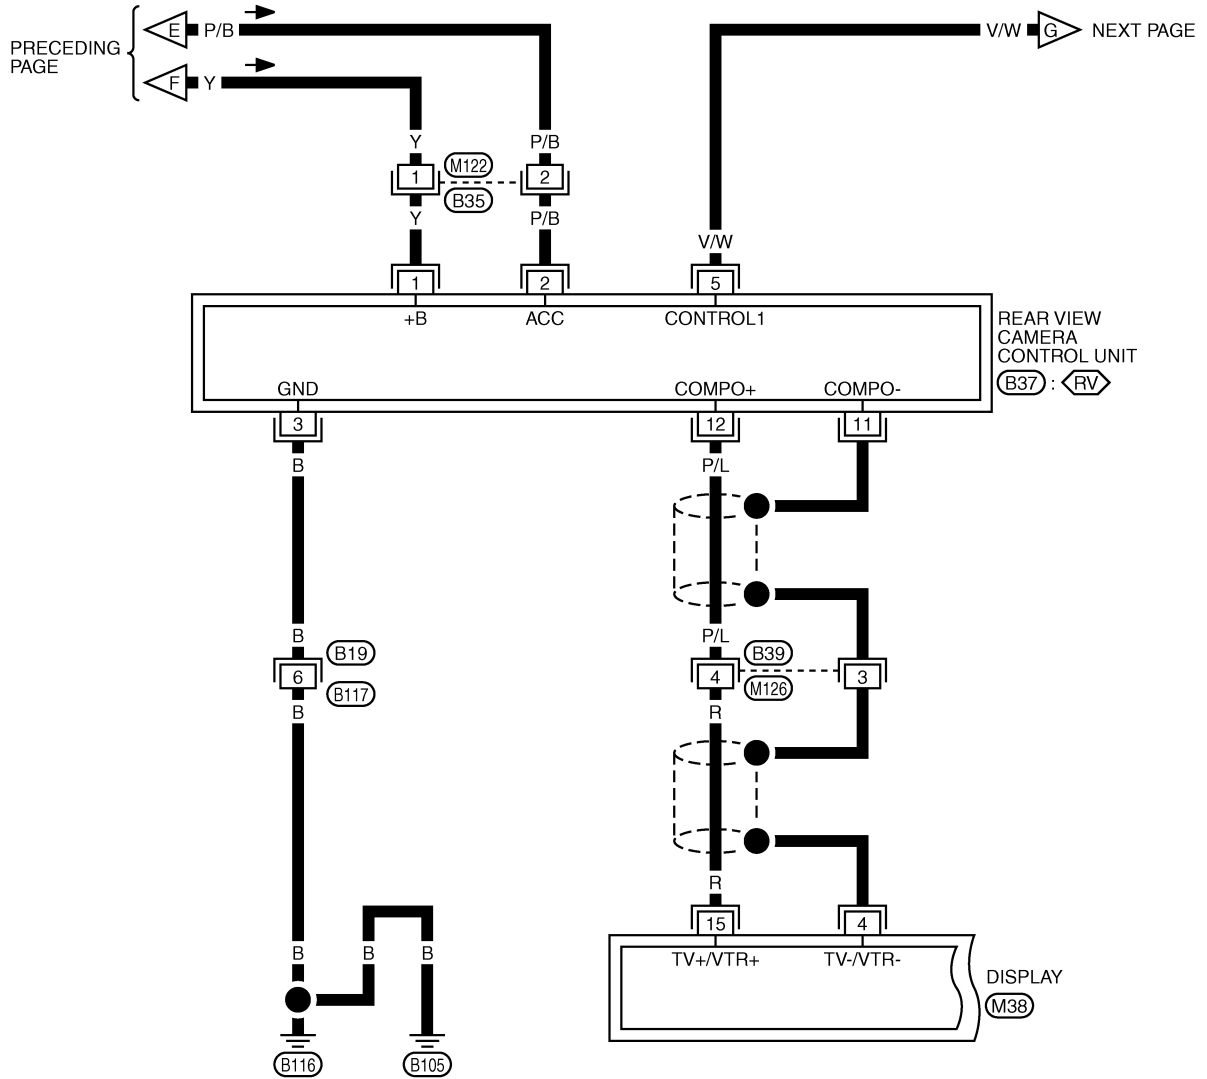 PRECEDING
PAGE
E P/B
F Y
V/W G NEXT PAGE
Y P/B
1 M122 2
B35
Y P/B
V/W
1 2 5
+B ACC CONTROL1
REAR VIEW
CAMERA
CONTROL UNIT
B37 : RV
GND COMPO+ COMPO-
3 12 11
B P/L
B P/L
B19 B39
6 4 3
B117 M126
B R
R
15 4
B B B
TV+/VTR+ TV-/VTR-
DISPLAY
M38
B116 B105